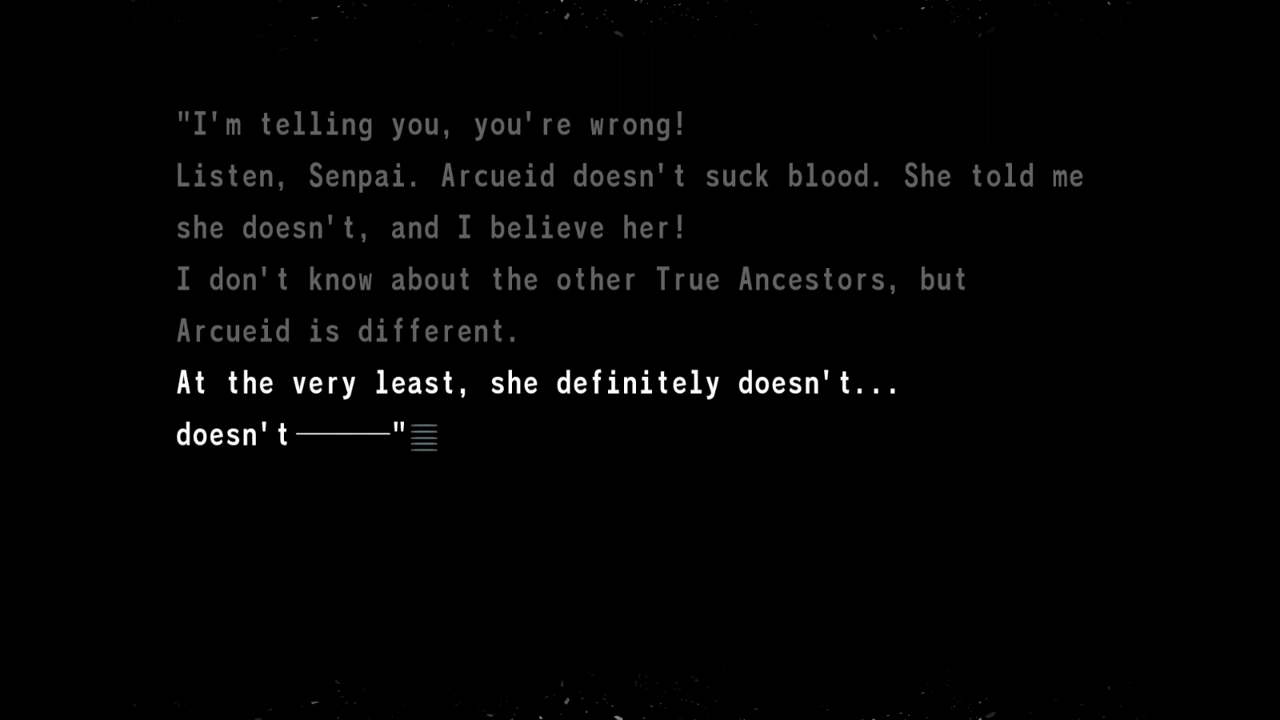 "I'm telling you, you're wrong!
Listen, Senpai. Arcueid doesn't suck blood. She told me
she doesn't, and I believe her!
I don't know about the other True Ancestors, but
Arcueid is different.
At the very least, she definitely doesn't...
doesn't———"